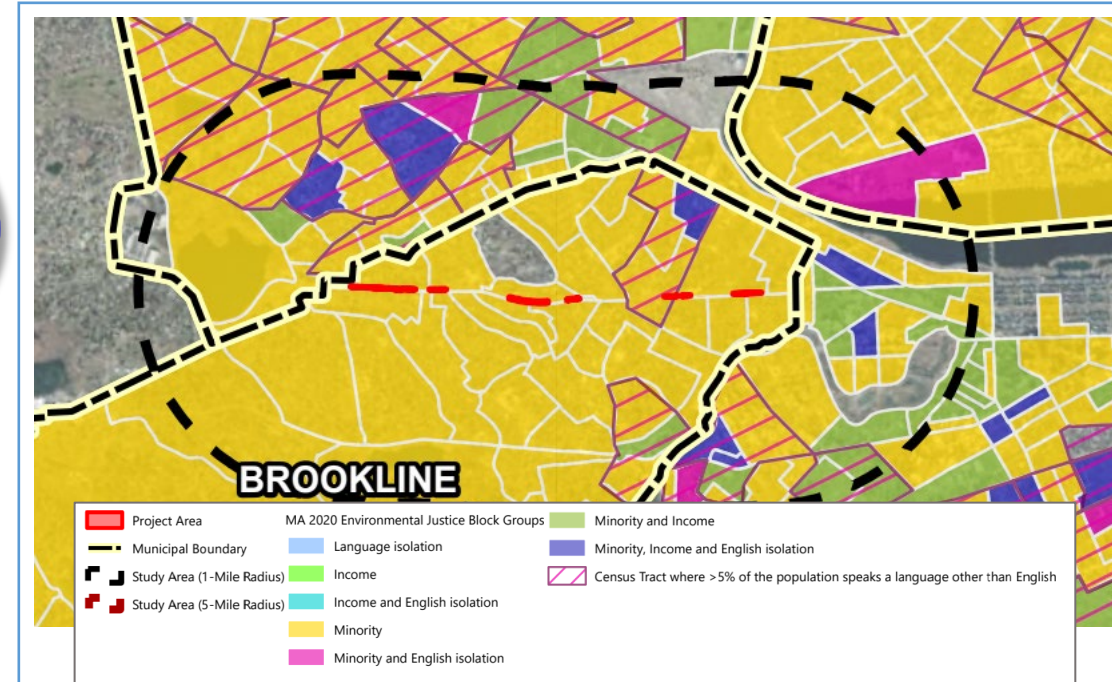 BROOKLINE
Project Area
Municipal Boundary
Study Area (1-Mile Radius)
Study Area (5-Mile Radius)
MA 2020 Environmental Justice Block Groups
Language isolation
Income
Income and English isolation
Minority
Minority and English isolation
Minority and Income
Minority, Income and English isolation
Census Tract where >5% of the population speaks a language other than English